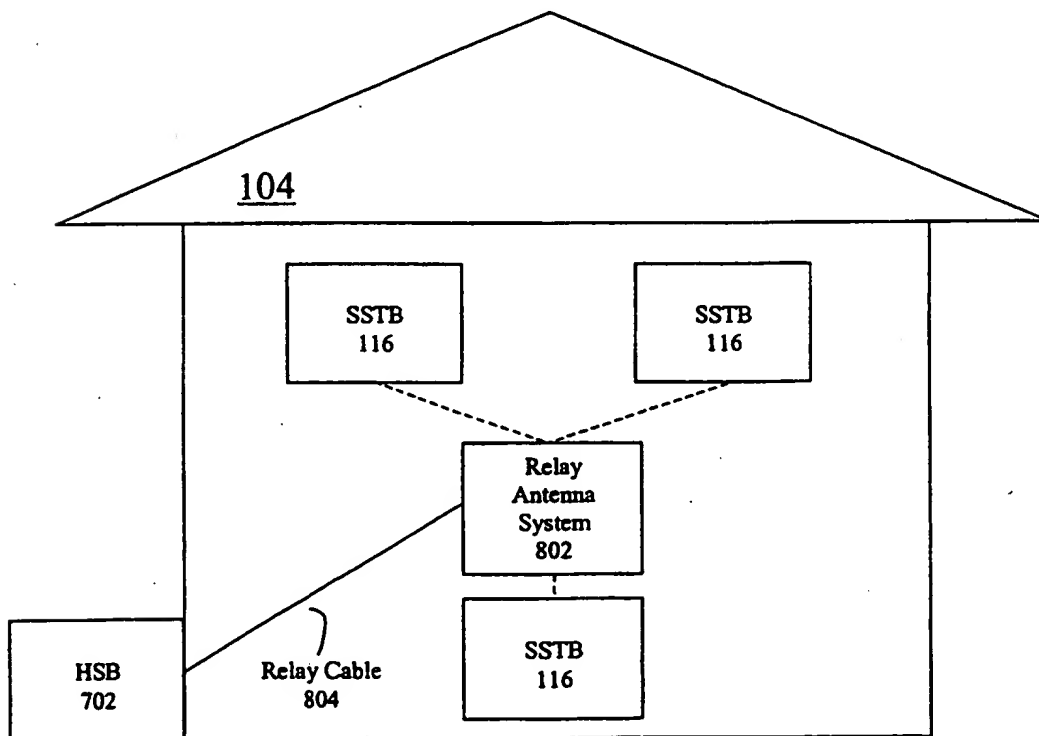 104
SSTB
116
SSTB
116
Relay
Antenna
System
802
HSB
702
Relay Cable
804
SSTB
116